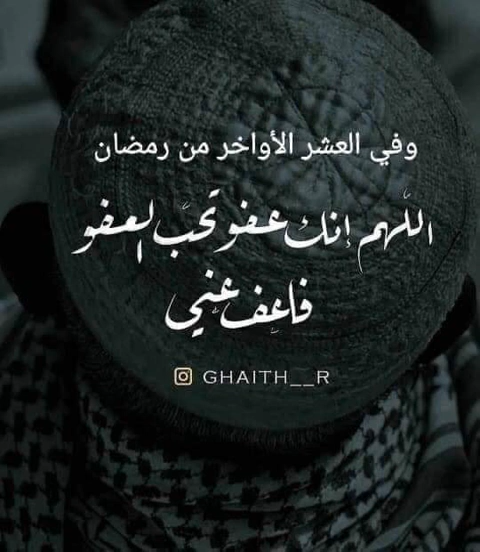 وفي العشر الأواخر من رمضان
اللهم إنك عفو تحب العفو
فاعف عني
GHAITH__R